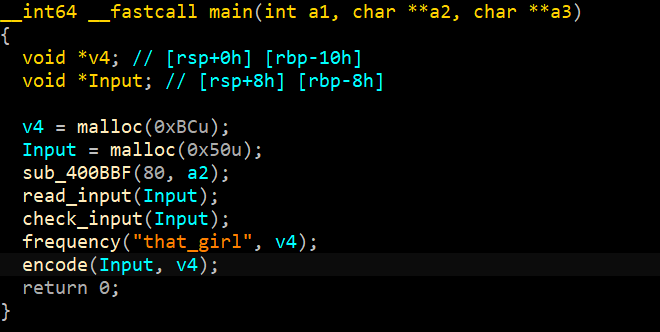 __int64 __fastcall main(int a1, char **a2, char **a3)
{
  void *v4; // [rsp+0h] [rbp-10h]
  void *Input; // [rsp+8h] [rbp-8h]

  v4 = malloc(0xBCu);
  Input = malloc(0x50u);
  sub_400BBF(80, a2);
  read_input(Input);
  check_input(Input);
  frequency("that_girl", v4);
  encode(Input, v4);
  return 0;
}